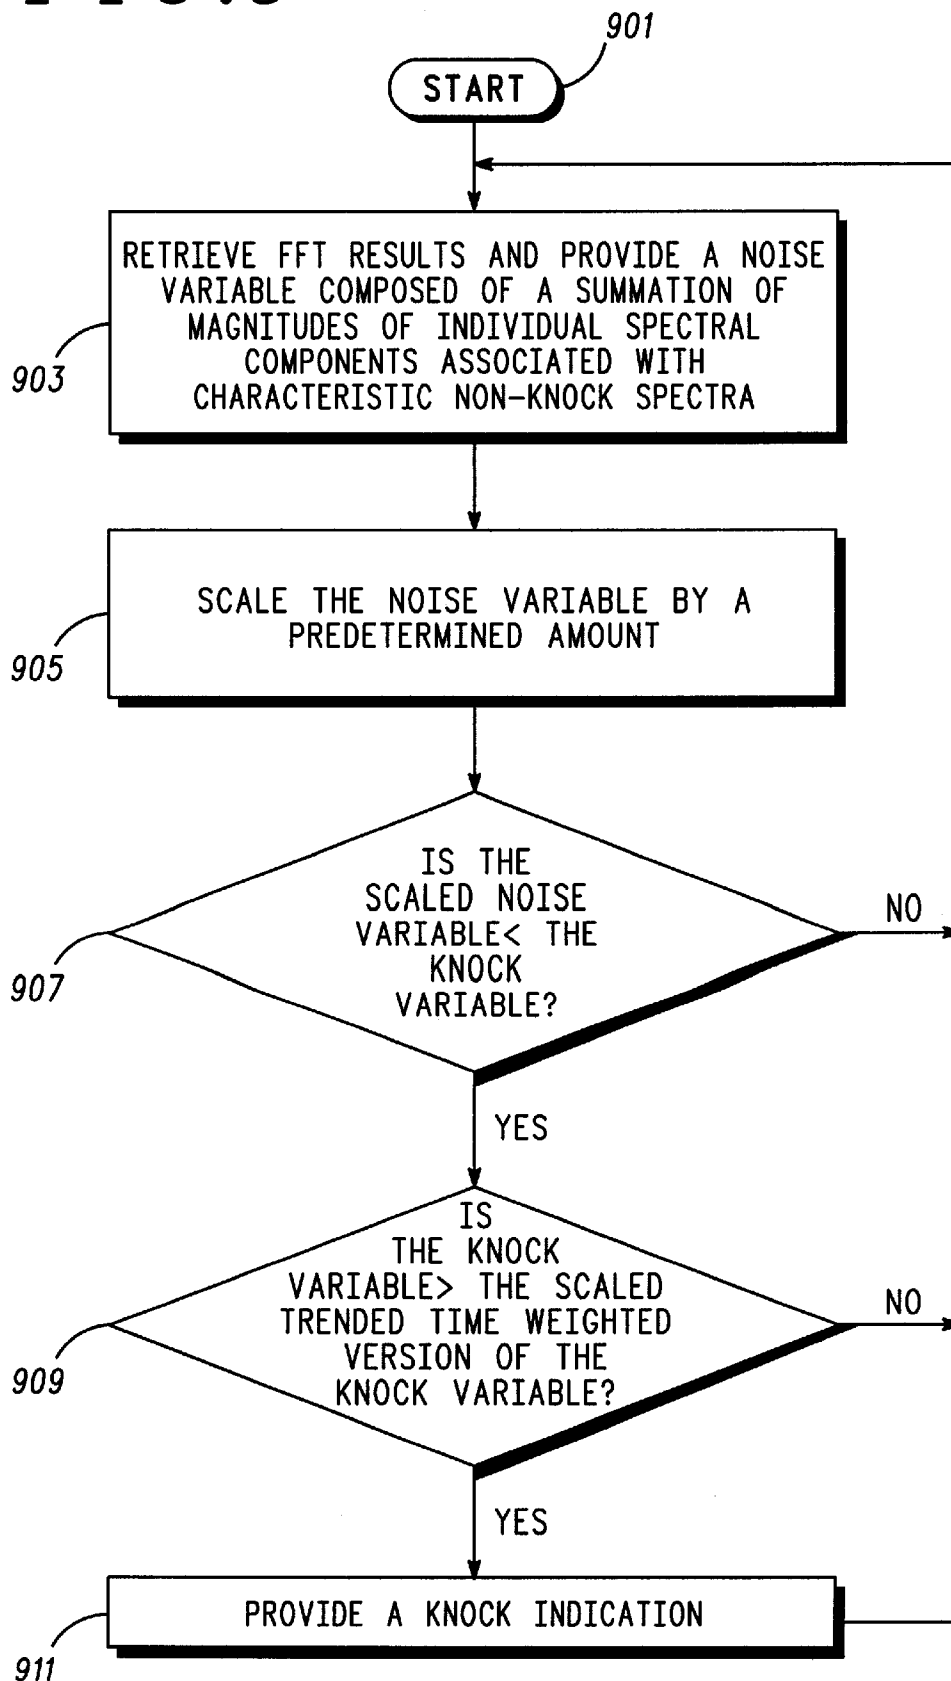 901
START
RETRIEVE FFT RESULTS AND PROVIDE A NOISE
VARIABLE COMPOSED OF A SUMMATION OF
MAGNITUDES OF INDIVIDUAL SPECTRAL
COMPONENTS ASSOCIATED WITH
CHARACTERISTIC NON-KNOCK SPECTRA
903
SCALE THE NOISE VARIABLE BY A
PREDETERMINED AMOUNT
905
IS THE
SCALED NOISE
VARIABLE< THE
KNOCK
VARIABLE?
NO
907
YES
IS
THE KNOCK
VARIABLE> THE SCALED
TRENDED TIME WEIGHTED
VERSION OF THE
KNOCK VARIABLE?
NO
909
YES
PROVIDE A KNOCK INDICATION
911